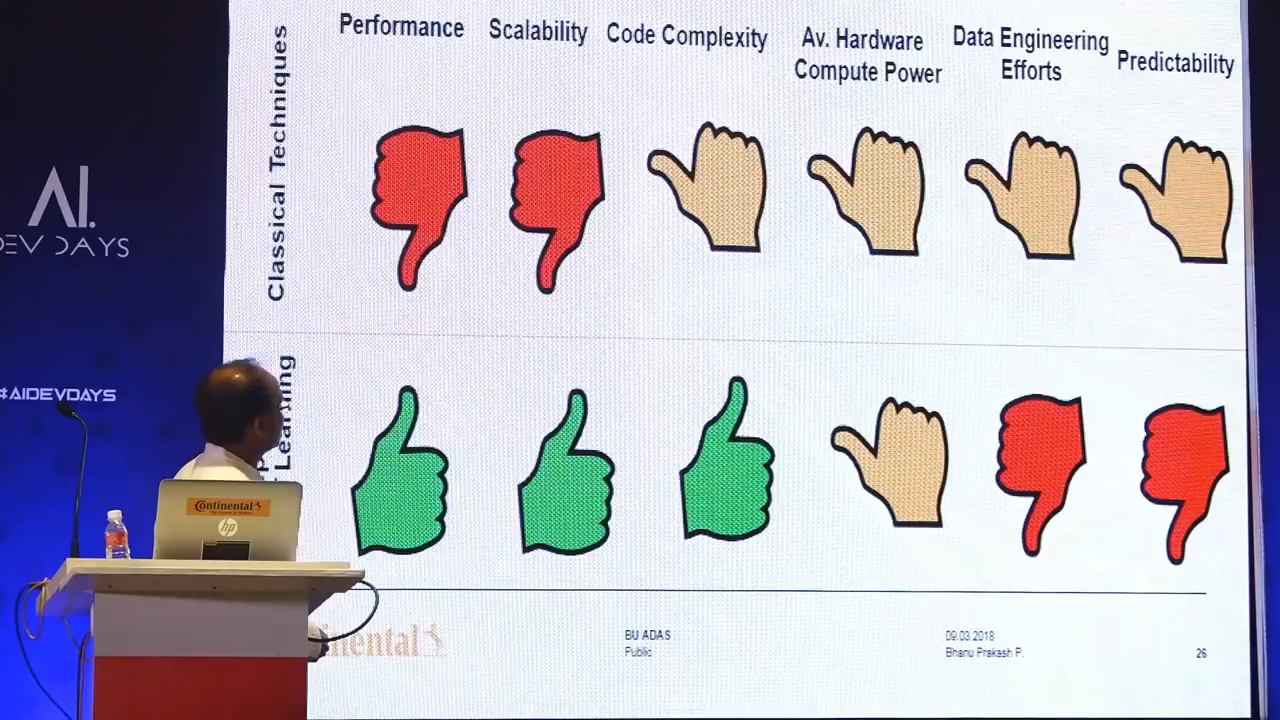 Performance
Scalability
Code Complexity
Av. Hardware
Compute Power
Data Engineering
Efforts
Predictability
Classical Techniques
Learning
AI.
DEV DAYS
#AIDEVDAYS
Continental
hp
BU ADAS
Public
09.03.2018
Bhanu Prakash P.
26